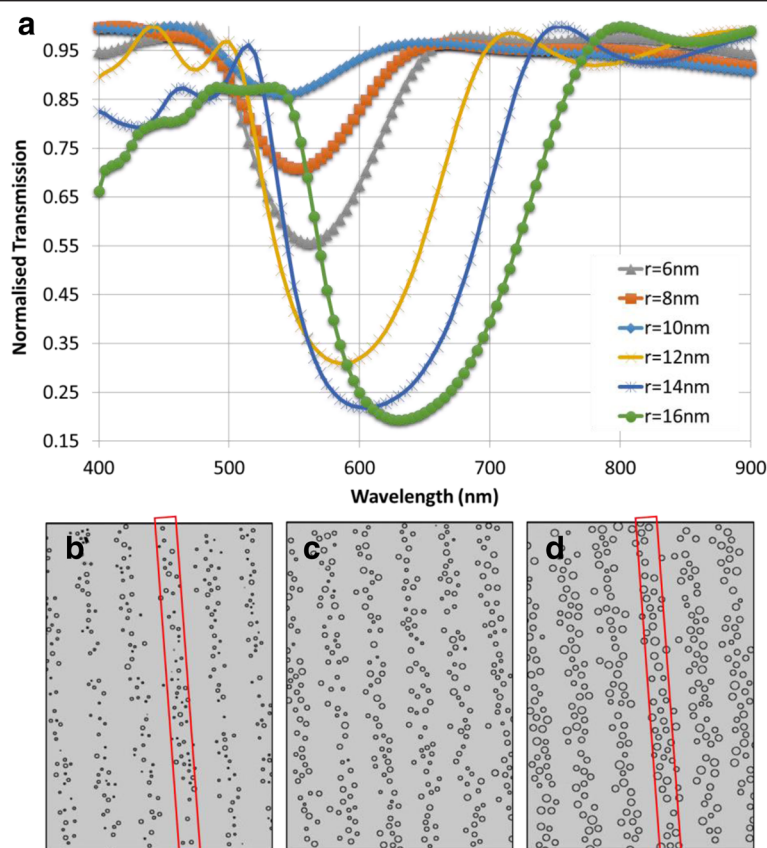 a
Normalised Transmission
0.95
0.85
0.75
0.65
0.55
0.45
0.35
0.25
0.15
r=6nm
r=8nm
r=10nm
r=12nm
r=14nm
r=16nm
400 500 600 700 800 900
Wavelength (nm)
b c d